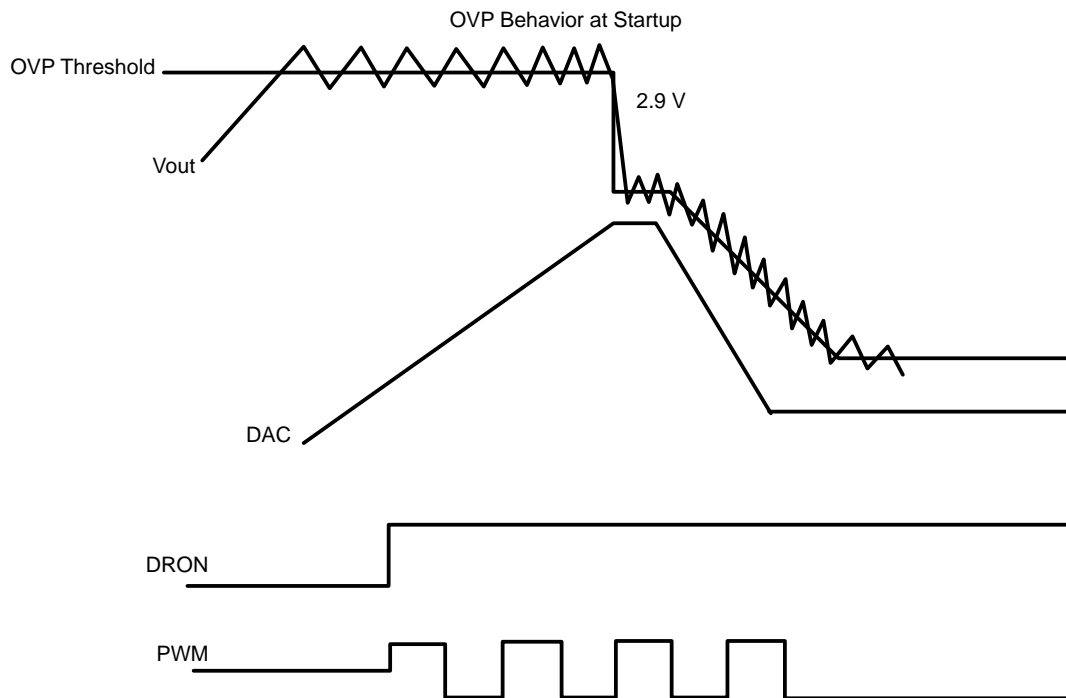 OVP Behavior at Startup
OVP Threshold
2.9 V
Vout
DAC
DRON
PWM